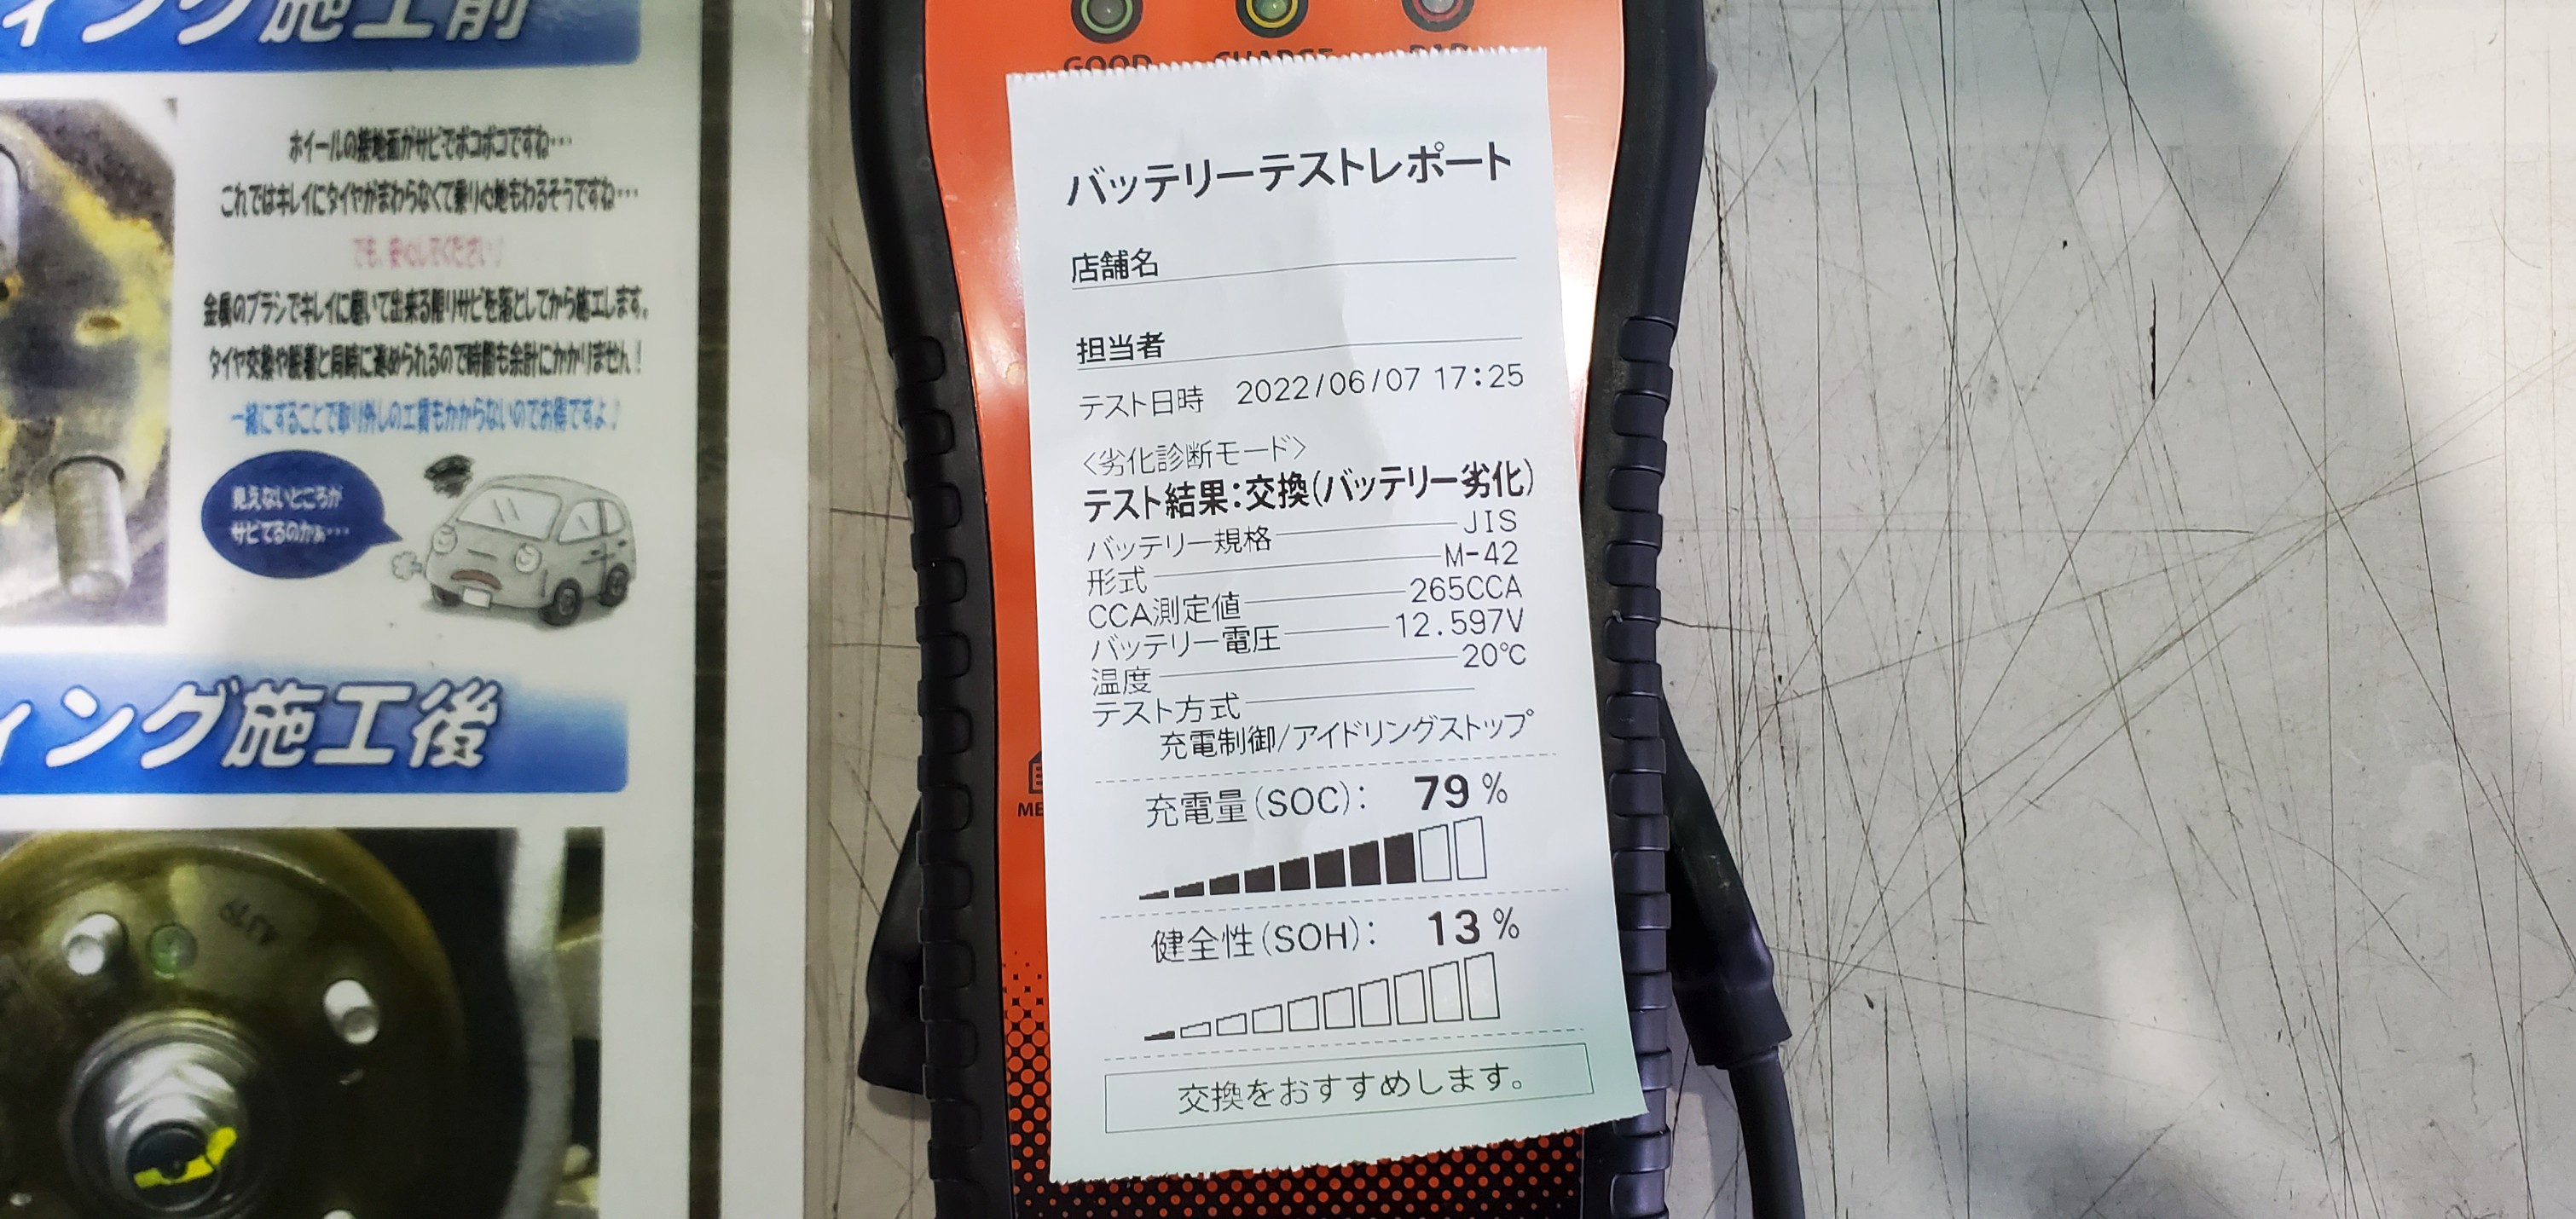 ィング施工前
ホイールの接地面がサビでボコボコですね…
これではキレイにタイヤがまわらなくて乗り心地もわるそうですね…
でも、安心してください♪
金属のブラシでキレイに磨いて出来る限りサビを落としてから施工します。
タイヤ交換や脱着と同時に進められるので時間も余計にかかりません！
一緒にすることで取り外しの工賃もかからないのでお得ですよ♪
見えないところが
サビてるのかぁ…
ィング施工後
GOOD CHARGE BAD
バッテリーテストレポート
店舗名
担当者
テスト日時 2022/06/07 17:25
<劣化診断モード>
テスト結果:交換(バッテリー劣化)
バッテリー規格 JIS
形式 M-42
CCA測定値 265CCA
バッテリー電圧 12.597V
温度 20℃
テスト方式
充電制御/アイドリングストップ
充電量(SOC): 79 %
健全性(SOH): 13 %
交換をおすすめします。